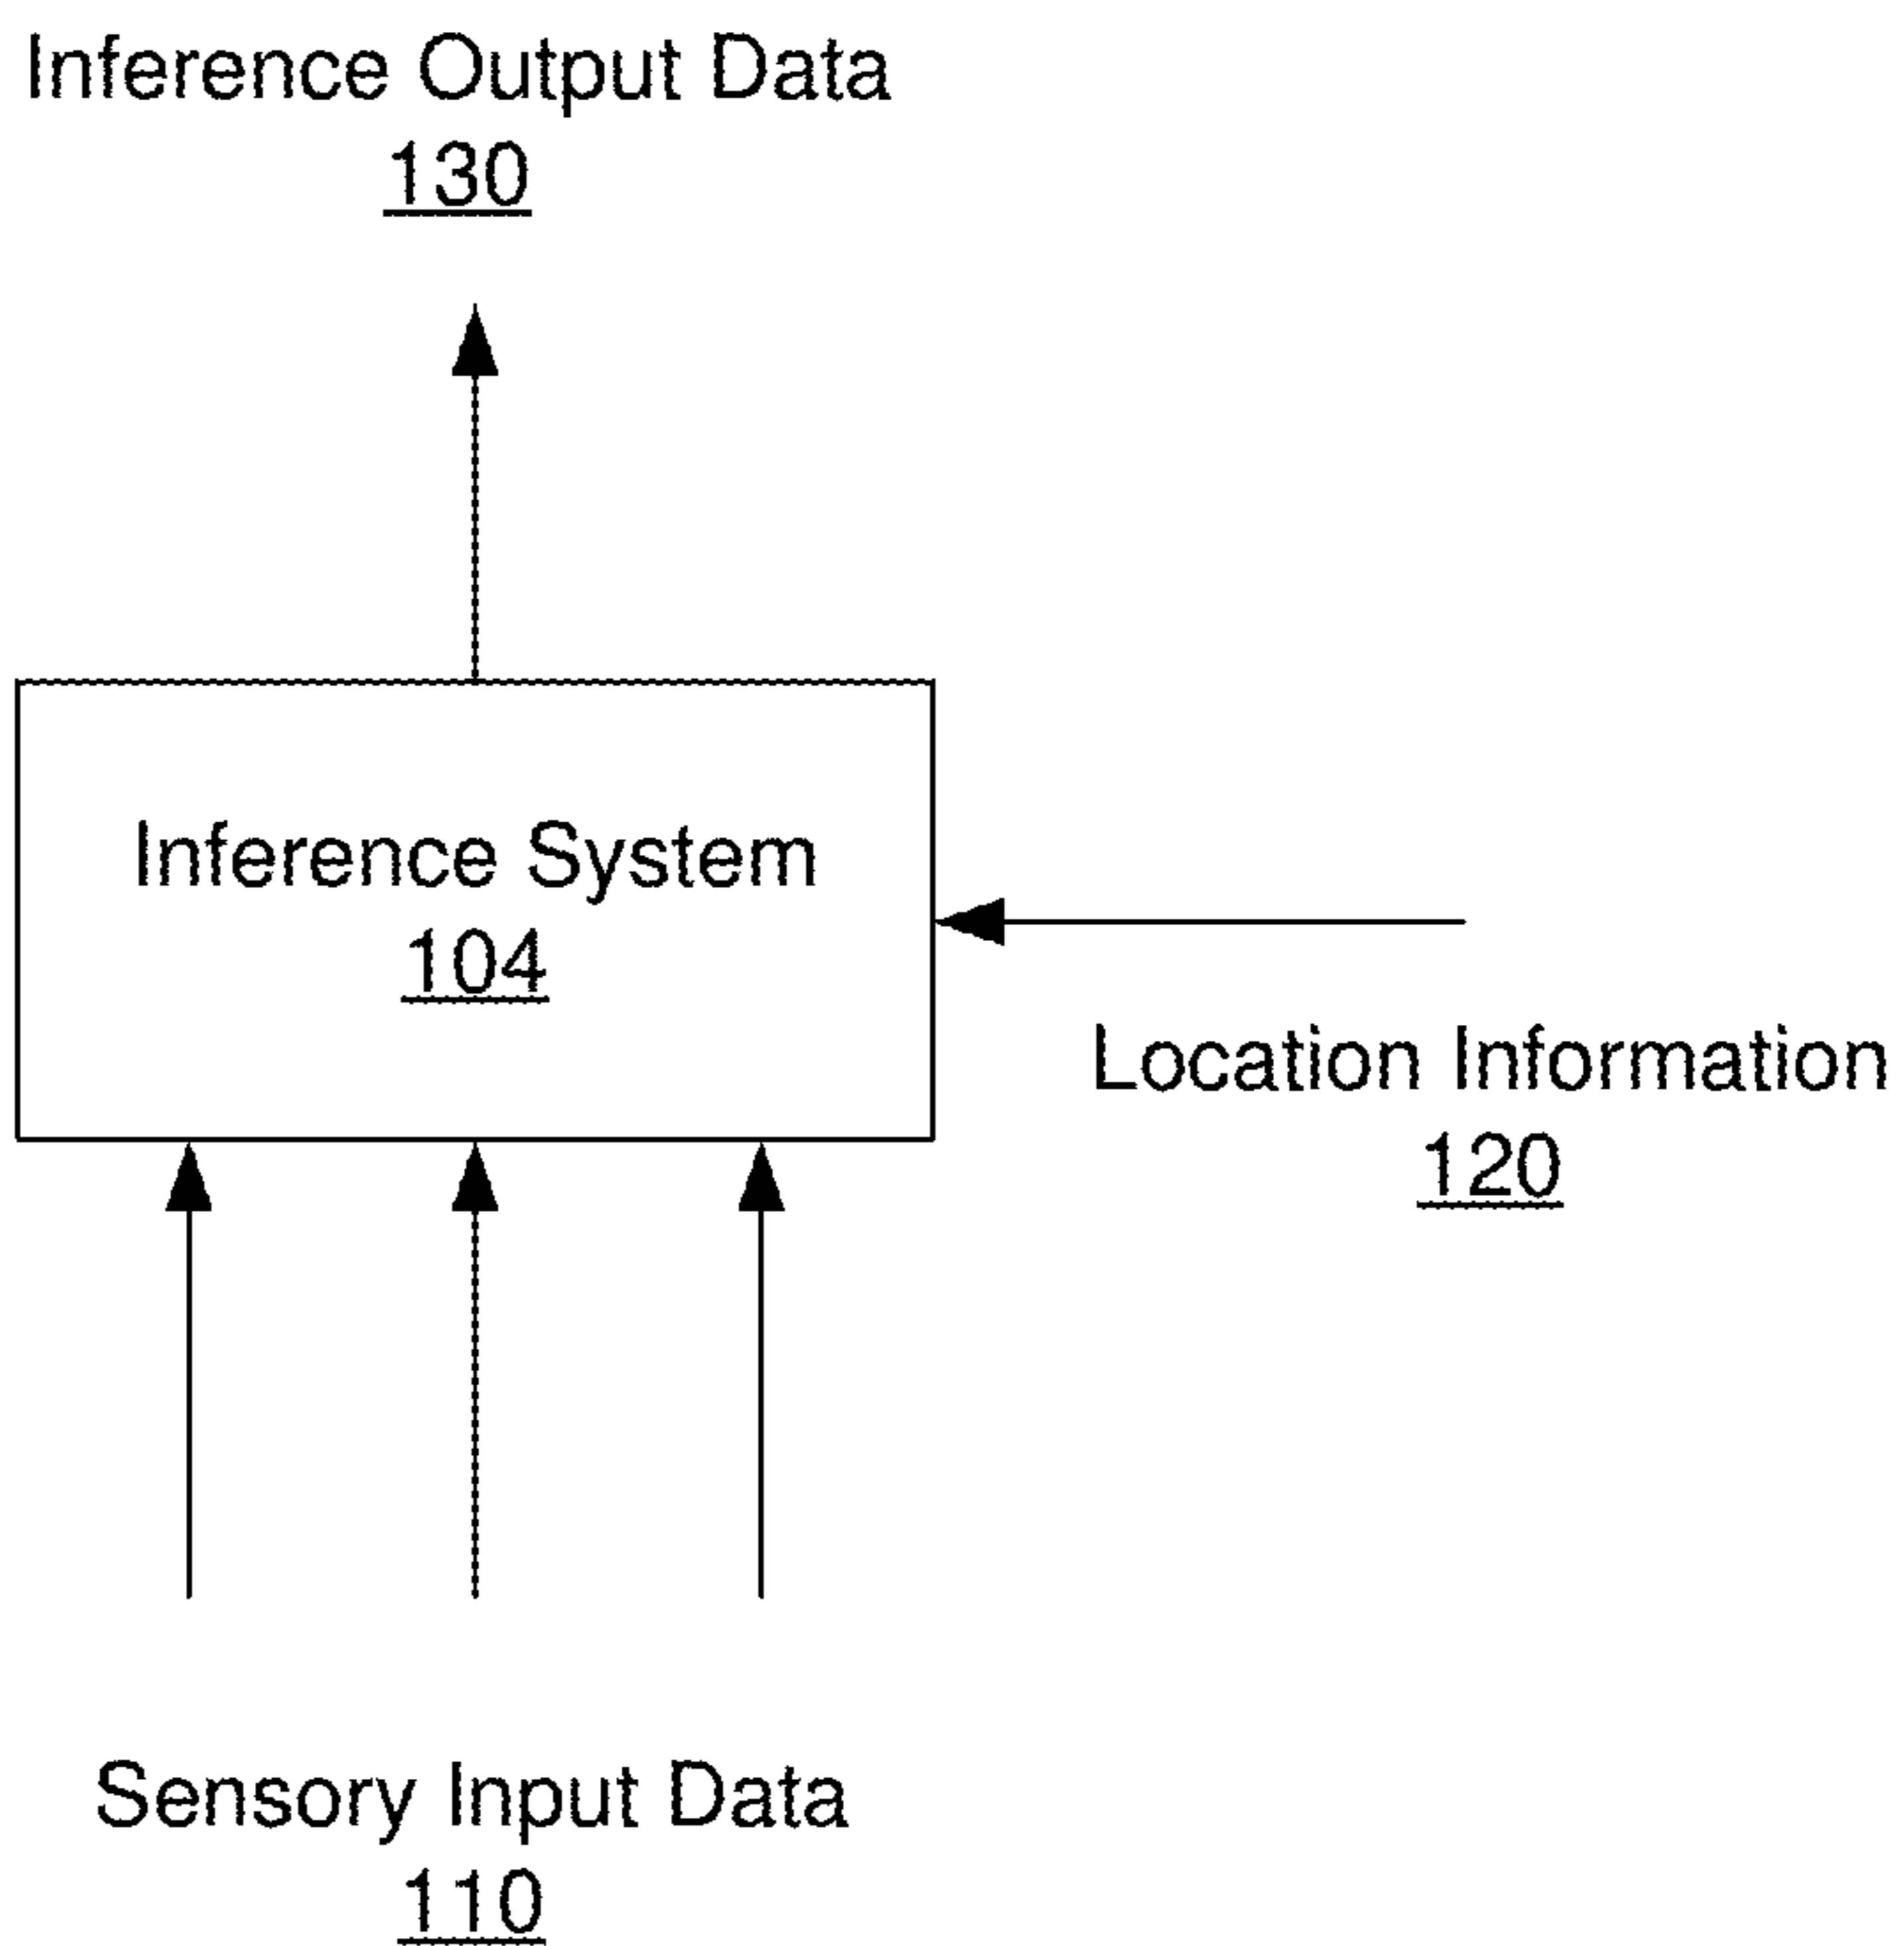 Inference Output Data
130
Inference System
104
Location Information
120
Sensory Input Data
110